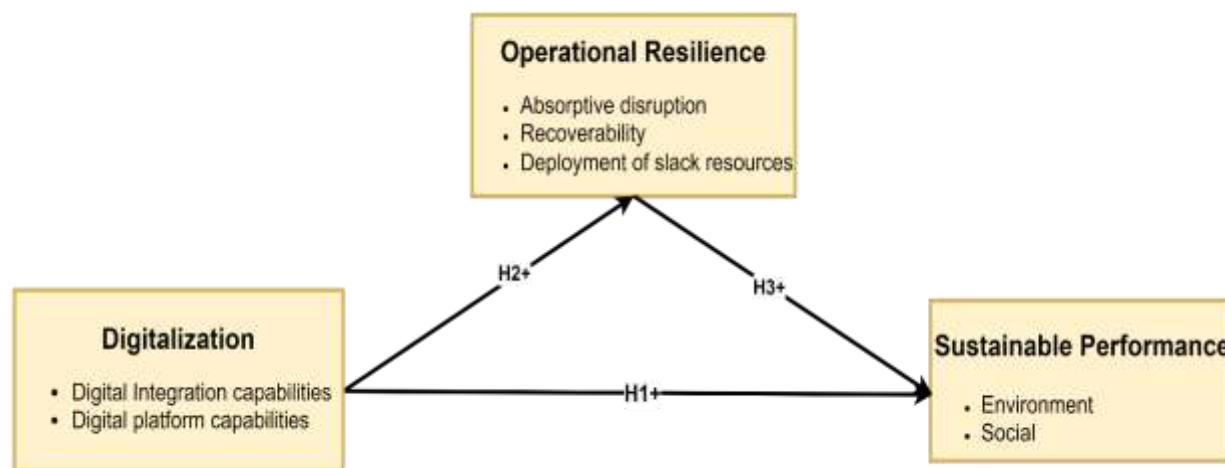 Operational Resilience
• Absorptive disruption
• Recoverability
• Deployment of slack resources
H2+
H3+
Digitalization
• Digital Integration capabilities
• Digital platform capabilities
H1+
Sustainable Performance
• Environment
• Social